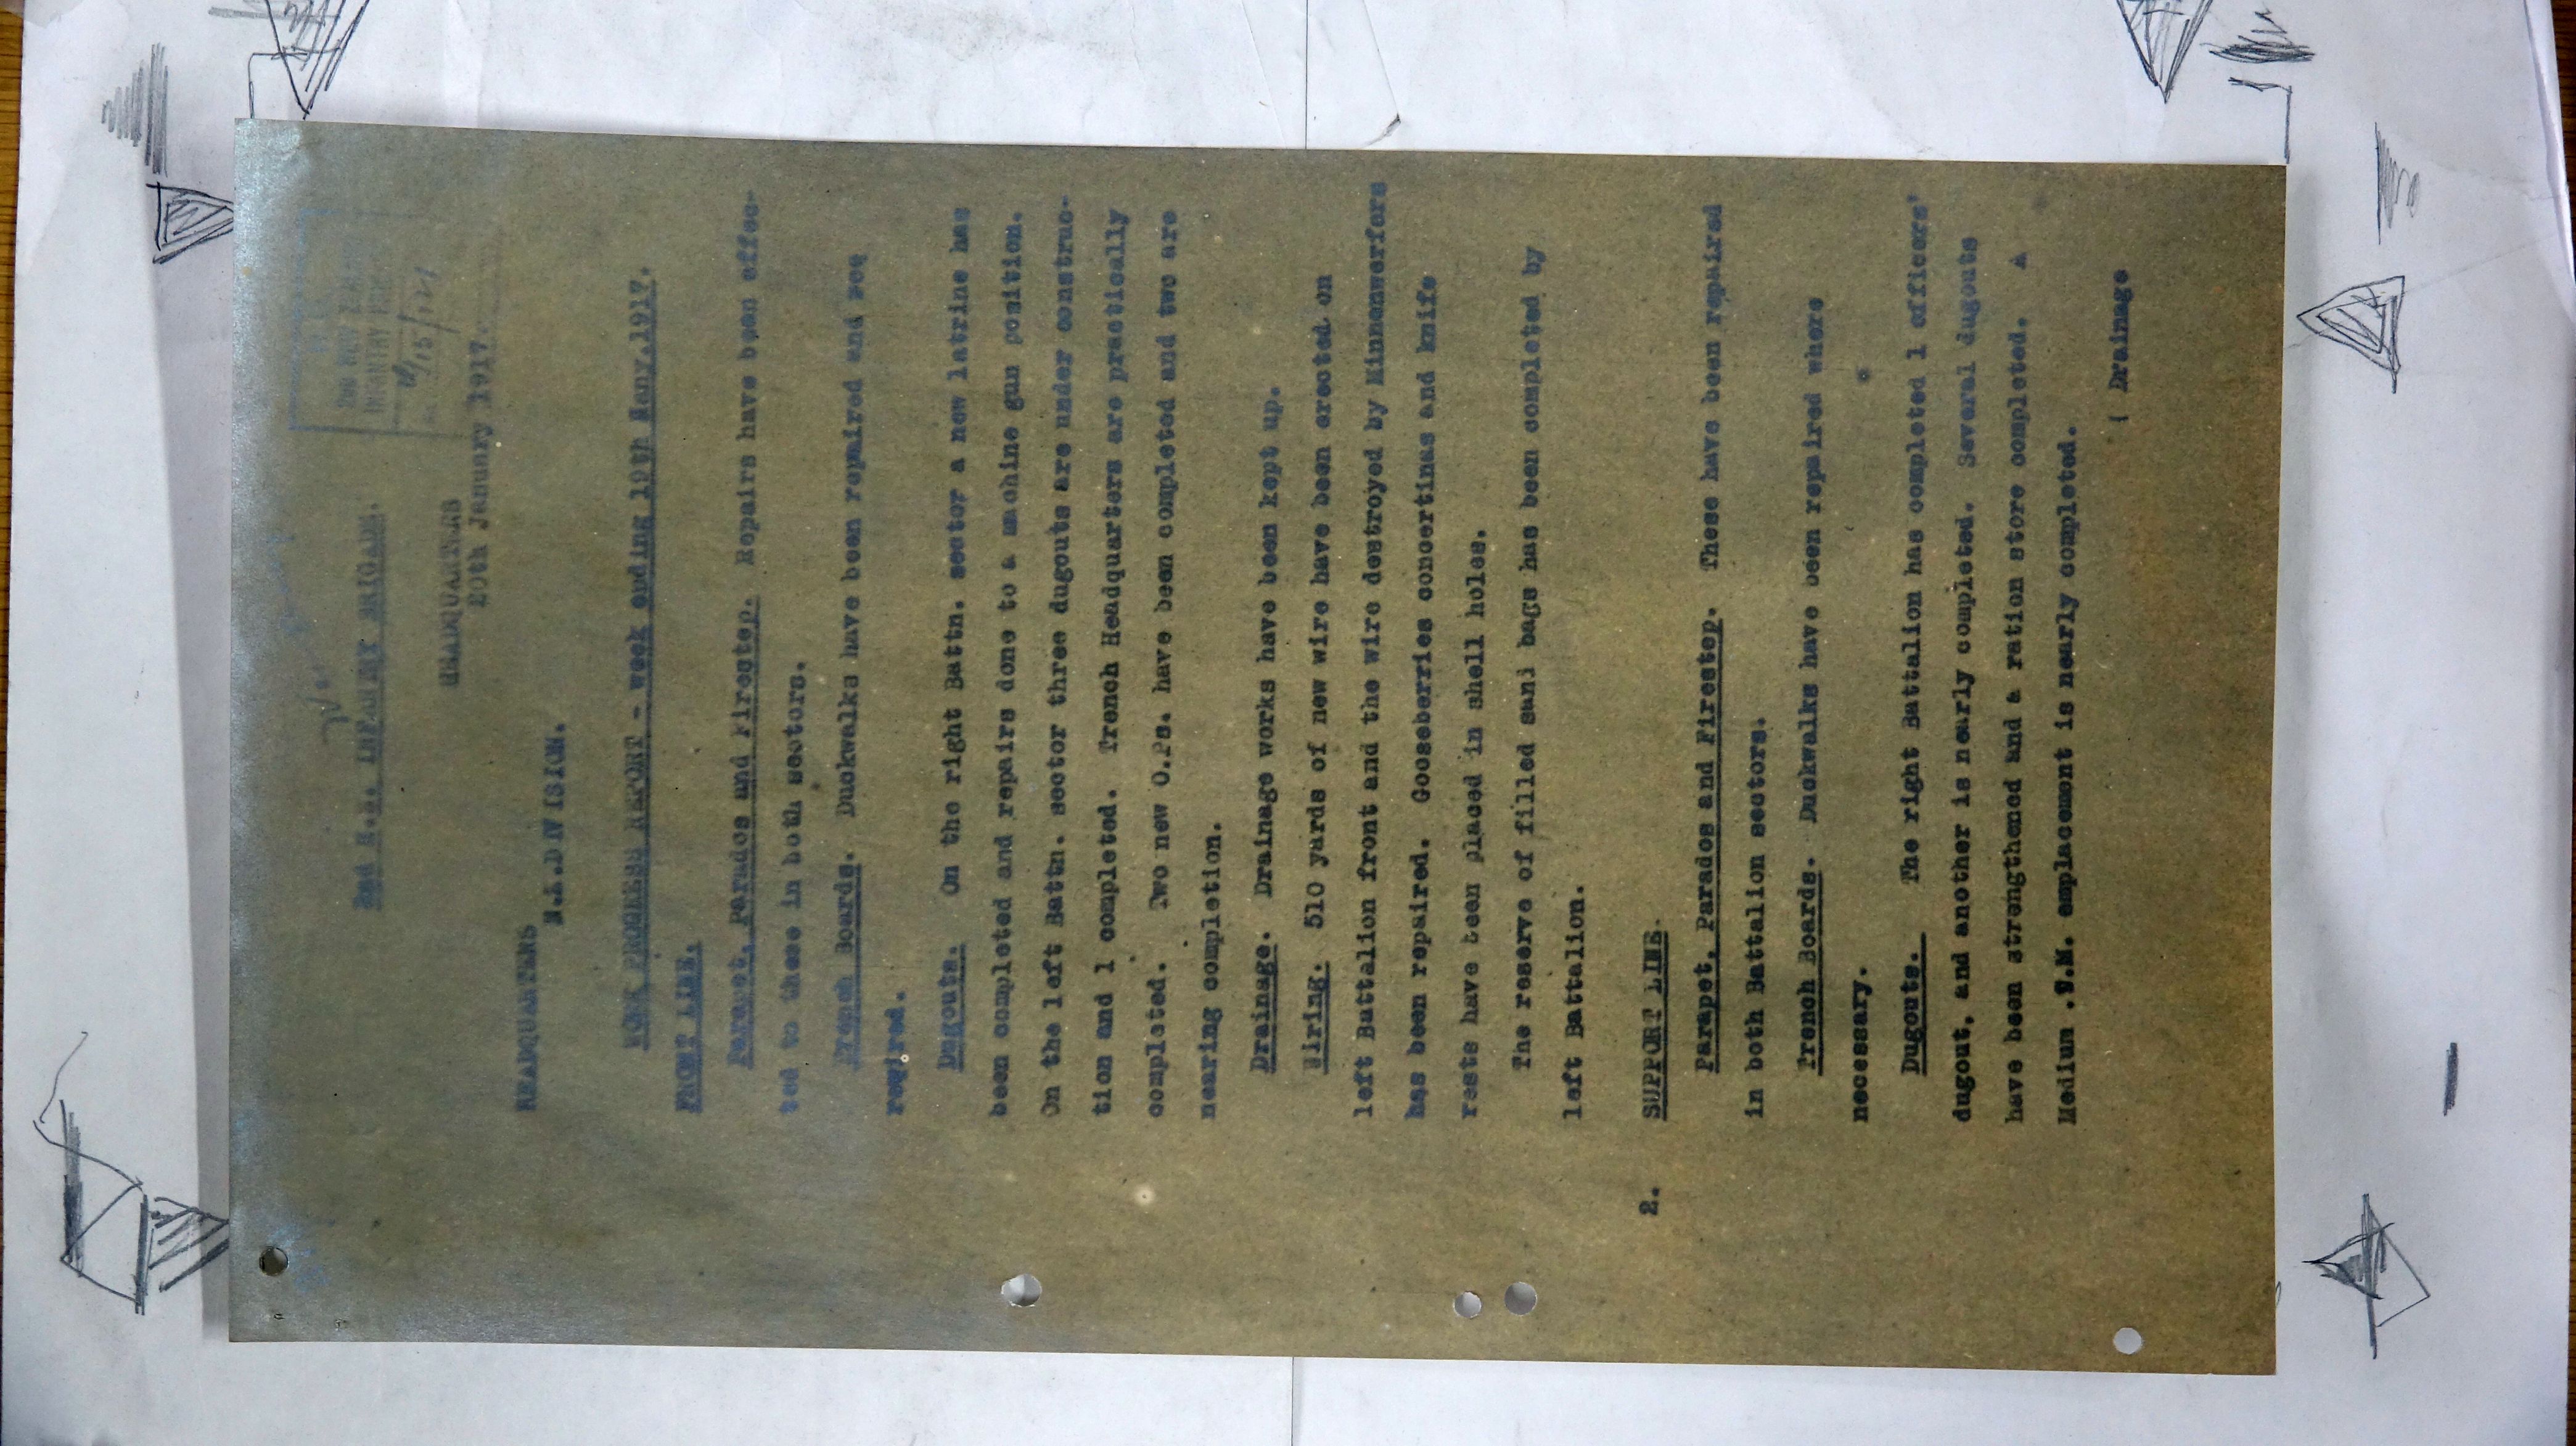 2nd N.Z. INFANTRY BRIGADE.
2nd NEW Z
INFANTRY BRIG
HEADQUARTERS
20th January 1917.
HEADQUARTERS
N.Z.DIVISION.
WORK PROGRESS REPORT - week ending 19th Jany.1917.
FRONT LINE.
Parapet, Parados and Firestep. Repairs have been effec-
ted to these in both sectors.
Trench Boards. Duckwalks have been repaired and
required.
Dugouts. On the right Battn. sector a new latrine has
been completed and repairs done to a machine gun position.
On the left Battn. sector three dugouts are under construc-
tion and 1 completed. Trench Headquarters are practically
completed. Two new O.Ps. have been completed and two are
nearing completion.
Drainage. Drainage works have been kept up.
Wiring. 510 yards of new wire have been erected on
left Battalion front and the wire destroyed by Minnenwerfers
has been repaired. Gooseberries concertinas and knife
rests have been placed in shell holes.
The reserve of filled sand bags has been completed by
left Battalion.
2. SUPPORT LINE.
Parapet, Parados and Firestep. These have been repaired
in both Battalion sectors.
Trench Boards. Duckwalks have been repaired where
necessary.
Dugouts. The right Battalion has completed 1 officers'
dugout, and another is nearly completed. Several dugouts
have been strengthened and a ration store completed. A
Medium .T.M. emplacement is nearly completed.
( Drainage